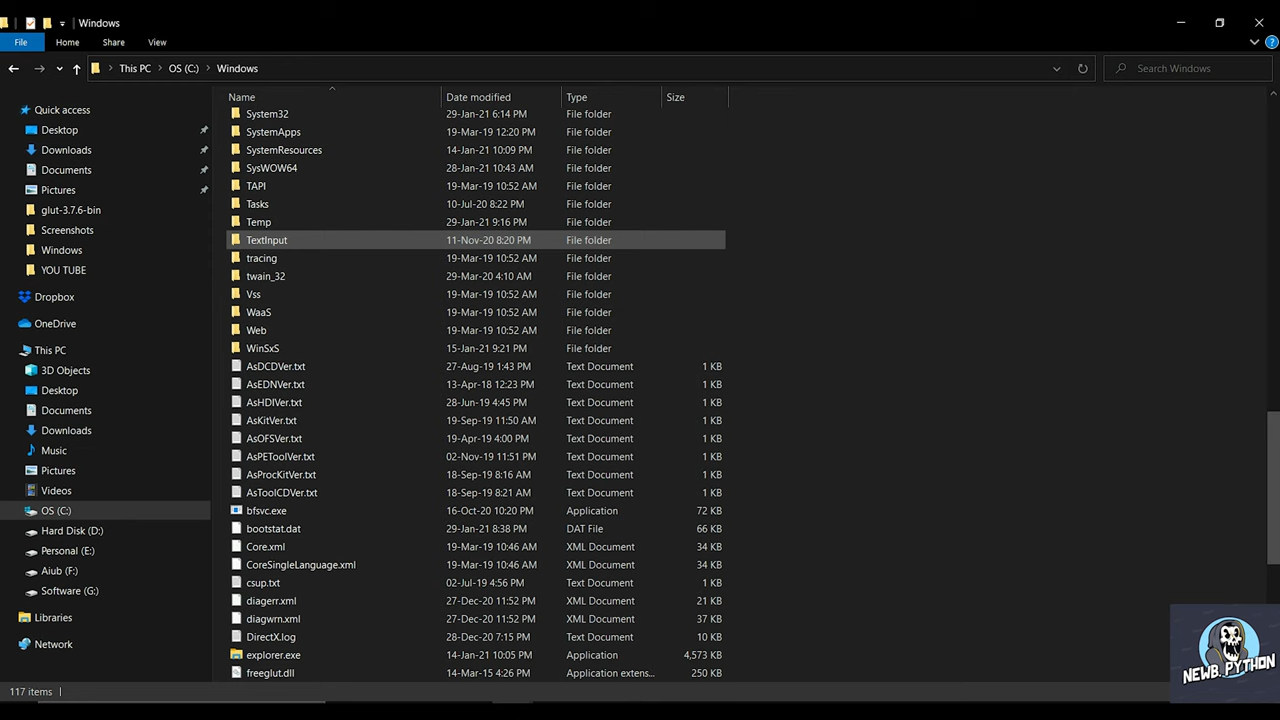 Windows
File Home Share View
This PC OS (C:) Windows Search Windows
Name Date modified Type Size
Quick access
Desktop
Downloads
Documents
Pictures
glut-3.7.6-bin
Screenshots
Windows
YOU TUBE
Dropbox
OneDrive
This PC
3D Objects
Desktop
Documents
Downloads
Music
Pictures
Videos
OS (C:)
Hard Disk (D:)
Personal (E:)
Aiub (F:)
Software (G:)
Libraries
Network
System32 29-Jan-21 6:14 PM File folder
SystemApps 19-Mar-19 12:20 PM File folder
SystemResources 14-Jan-21 10:09 PM File folder
SysWOW64 28-Jan-21 10:43 AM File folder
TAPI 19-Mar-19 10:52 AM File folder
Tasks 10-Jul-20 8:22 PM File folder
Temp 29-Jan-21 9:16 PM File folder
TextInput 11-Nov-20 8:20 PM File folder
tracing 19-Mar-19 10:52 AM File folder
twain_32 29-Mar-20 4:10 AM File folder
Vss 19-Mar-19 10:52 AM File folder
WaaS 19-Mar-19 10:52 AM File folder
Web 19-Mar-19 10:52 AM File folder
WinSxS 15-Jan-21 9:21 PM File folder
AsDCDVer.txt 27-Aug-19 1:43 PM Text Document 1 KB
AsEDNVer.txt 13-Apr-18 12:23 PM Text Document 1 KB
AsHDIVer.txt 28-Jun-19 4:45 PM Text Document 1 KB
AsKitVer.txt 19-Sep-19 11:50 AM Text Document 1 KB
AsOFSVer.txt 19-Apr-19 4:00 PM Text Document 1 KB
AsPEToolVer.txt 02-Nov-19 11:51 PM Text Document 1 KB
AsProcKitVer.txt 18-Sep-19 8:16 AM Text Document 1 KB
AsToolCDVer.txt 18-Sep-19 8:21 AM Text Document 1 KB
bfsvc.exe 16-Oct-20 10:20 PM Application 72 KB
bootstat.dat 29-Jan-21 8:38 PM DAT File 66 KB
Core.xml 19-Mar-19 10:46 AM XML Document 34 KB
CoreSingleLanguage.xml 19-Mar-19 10:46 AM XML Document 34 KB
csup.txt 02-Jul-19 4:56 PM Text Document 1 KB
diagerr.xml 27-Dec-20 11:52 PM XML Document 21 KB
diagwrn.xml 27-Dec-20 11:52 PM XML Document 37 KB
DirectX.log 28-Dec-20 7:15 PM Text Document 10 KB
explorer.exe 14-Jan-21 10:05 PM Application 4,573 KB
freeglut.dll 14-Mar-15 4:26 PM Application extens... 250 KB
117 items
NEWB.PYTHON